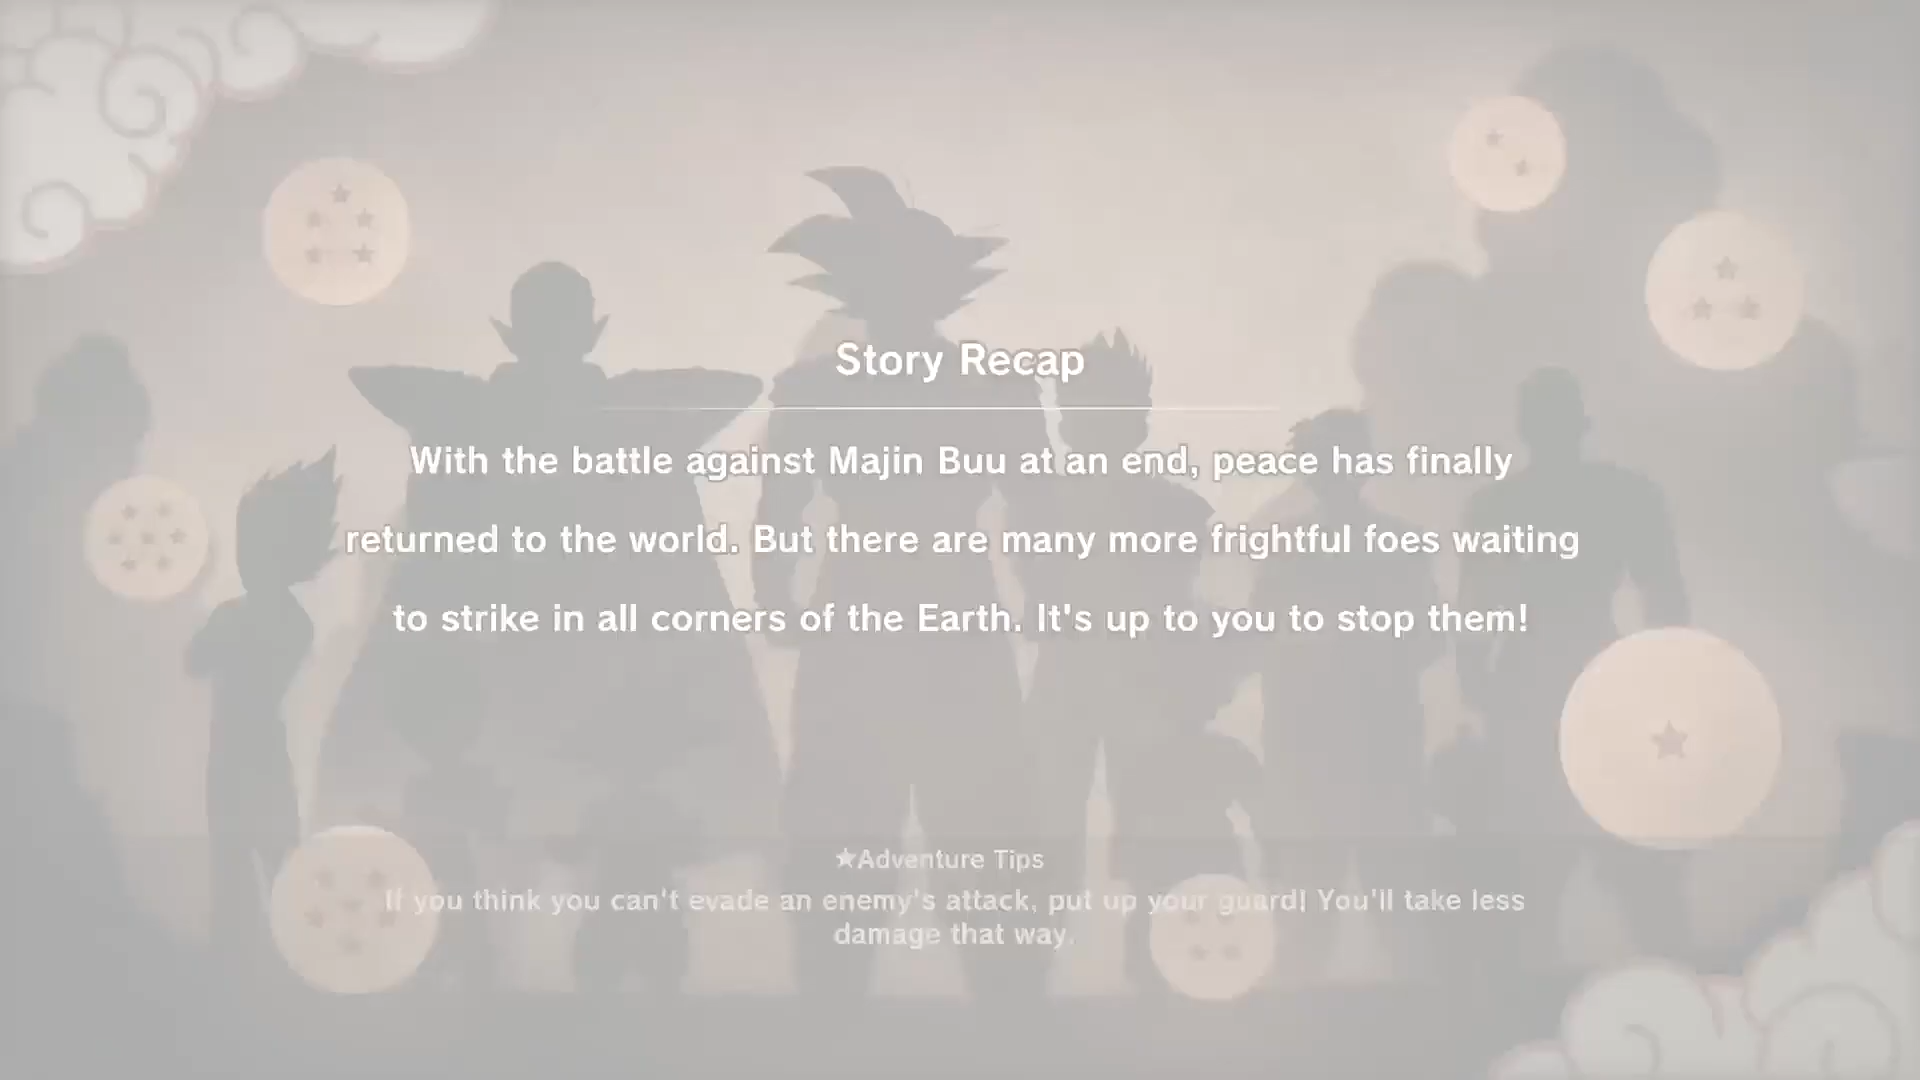 Story Recap
With the battle against Majin Buu at an end, peace has finally
returned to the world. But there are many more frightful foes waiting
to strike in all corners of the Earth. It's up to you to stop them!
★Adventure Tips
If you think you can't evade an enemy's attack, put up your guard! You'll take less
damage that way.